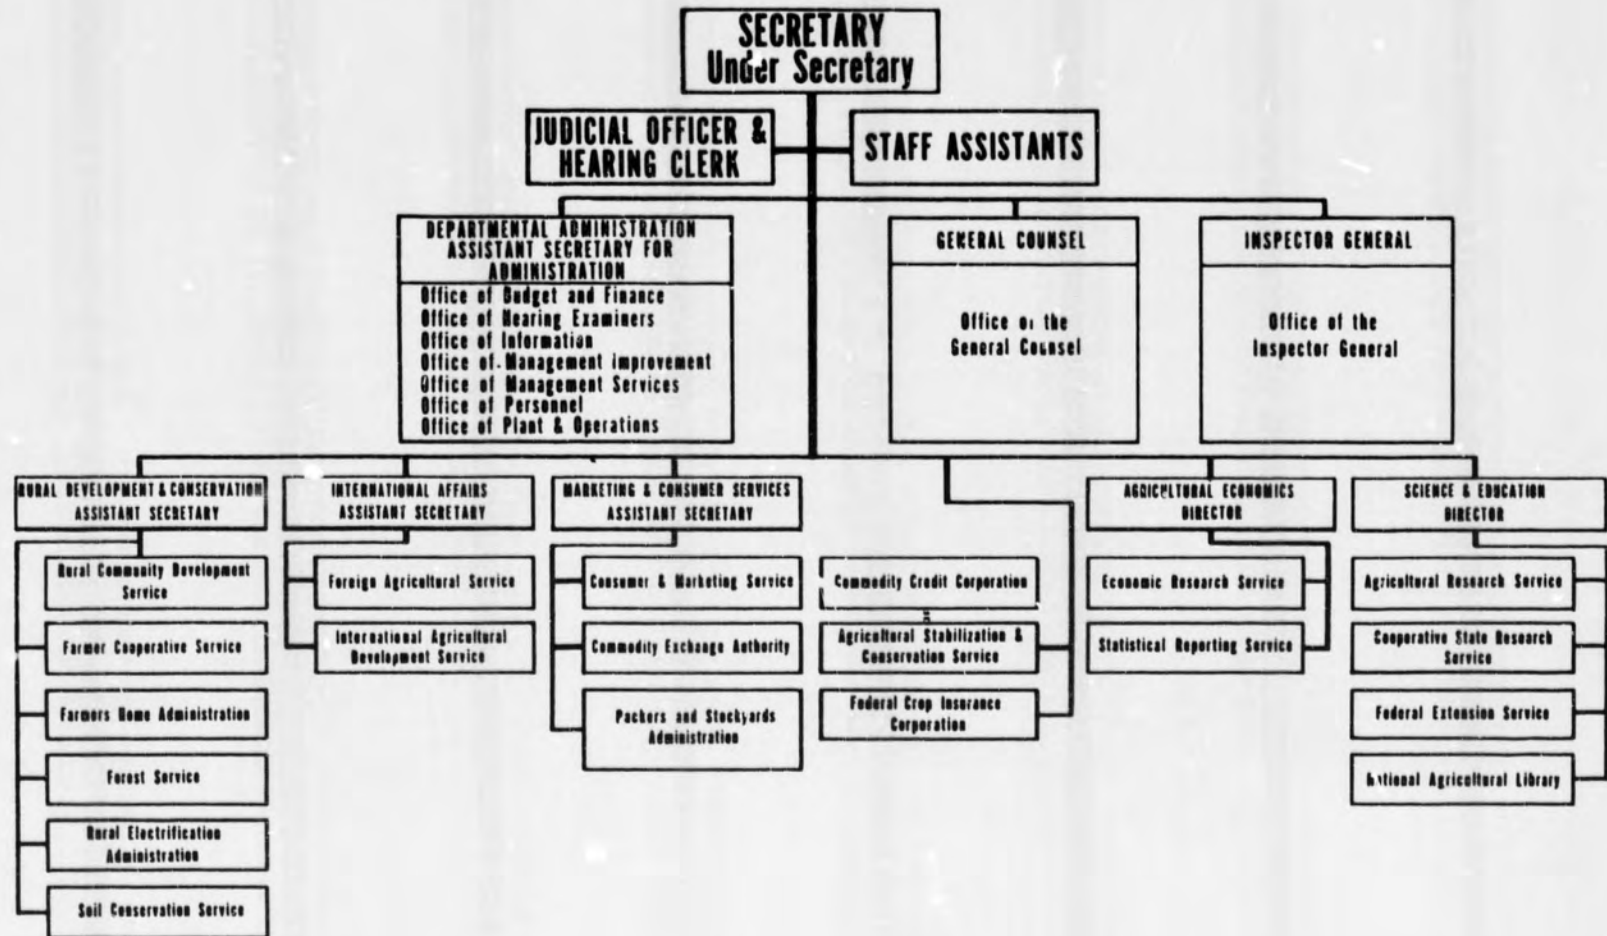 SECRETARY
Under Secretary
JUDICIAL OFFICER &
HEARING CLERK
STAFF ASSISTANTS
DEPARTMENTAL ADMINISTRATION
ASSISTANT SECRETARY FOR
ADMINISTRATION
Office of Budget and Finance
Office of Hearing Examiners
Office of Information
Office of Management Improvement
Office of Management Services
Office of Personnel
Office of Plant & Operations
GENERAL COUNSEL
Office of the
General Counsel
INSPECTOR GENERAL
Office of the
Inspector General
RURAL DEVELOPMENT & CONSERVATION
ASSISTANT SECRETARY
Rural Community Development
Service
Farmer Cooperative Service
Farmers Home Administration
Forest Service
Rural Electrification
Administration
Soil Conservation Service
INTERNATIONAL AFFAIRS
ASSISTANT SECRETARY
Foreign Agricultural Service
International Agricultural
Development Service
MARKETING & CONSUMER SERVICES
ASSISTANT SECRETARY
Consumer & Marketing Service
Commodity Exchange Authority
Packers and Stockyards
Administration
Commodity Credit Corporation
Agricultural Stabilization &
Conservation Service
Federal Crop Insurance
Corporation
AGRICULTURAL ECONOMICS
DIRECTOR
Economic Research Service
Statistical Reporting Service
SCIENCE & EDUCATION
DIRECTOR
Agricultural Research Service
Cooperative State Research
Service
Federal Extension Service
National Agricultural Library